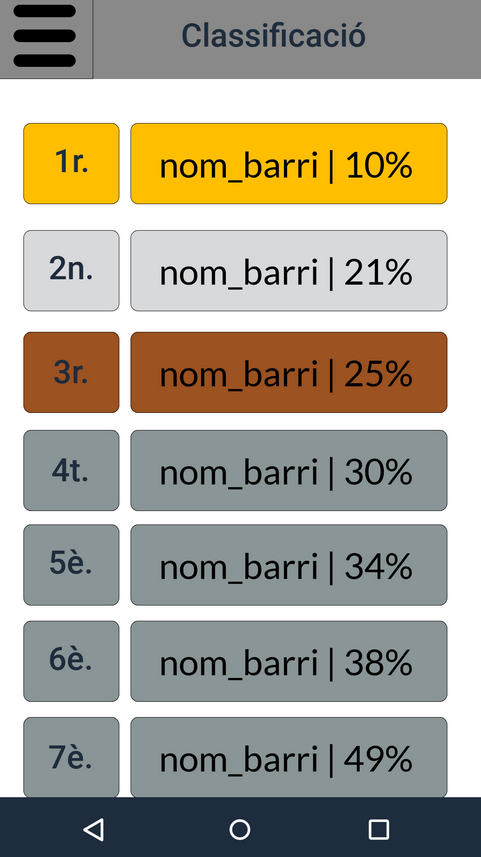 Classificació
1r. nom_barri | 10%
2n. nom_barri | 21%
3r. nom_barri | 25%
4t. nom_barri | 30%
5è. nom_barri | 34%
6è. nom_barri | 38%
7è. nom_barri | 49%